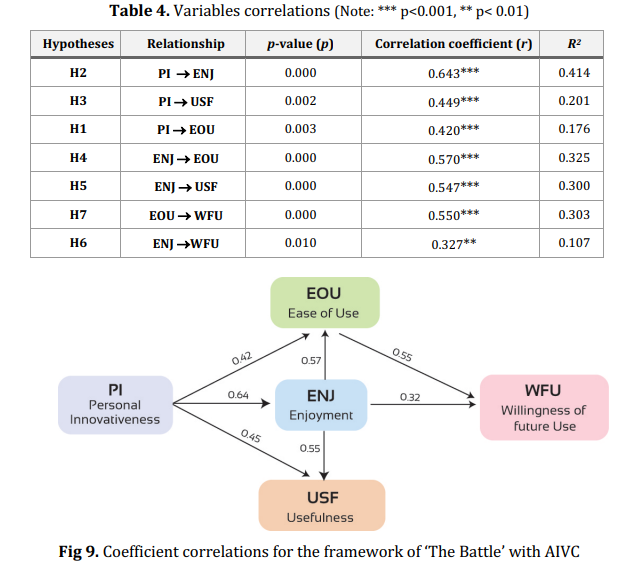 Table 4. Variables correlations (Note: *** p<0.001, ** p< 0.01)
Hypotheses Relationship p-value (p) Correlation coefficient (r) R²
H2 PI → ENJ 0.000 0.643*** 0.414
H3 PI → USF 0.002 0.449*** 0.201
H1 PI → EOU 0.003 0.420*** 0.176
H4 ENJ → EOU 0.000 0.570*** 0.325
H5 ENJ → USF 0.000 0.547*** 0.300
H7 EOU → WFU 0.000 0.550*** 0.303
H6 ENJ →WFU 0.010 0.327** 0.107
EOU
Ease of Use
0.42
0.57
0.55
PI
Personal
Innovativeness
0.64
ENJ
Enjoyment
0.32
WFU
Willingness of
future Use
0.45
0.55
USF
Usefulness
Fig 9. Coefficient correlations for the framework of ‘The Battle’ with AIVC